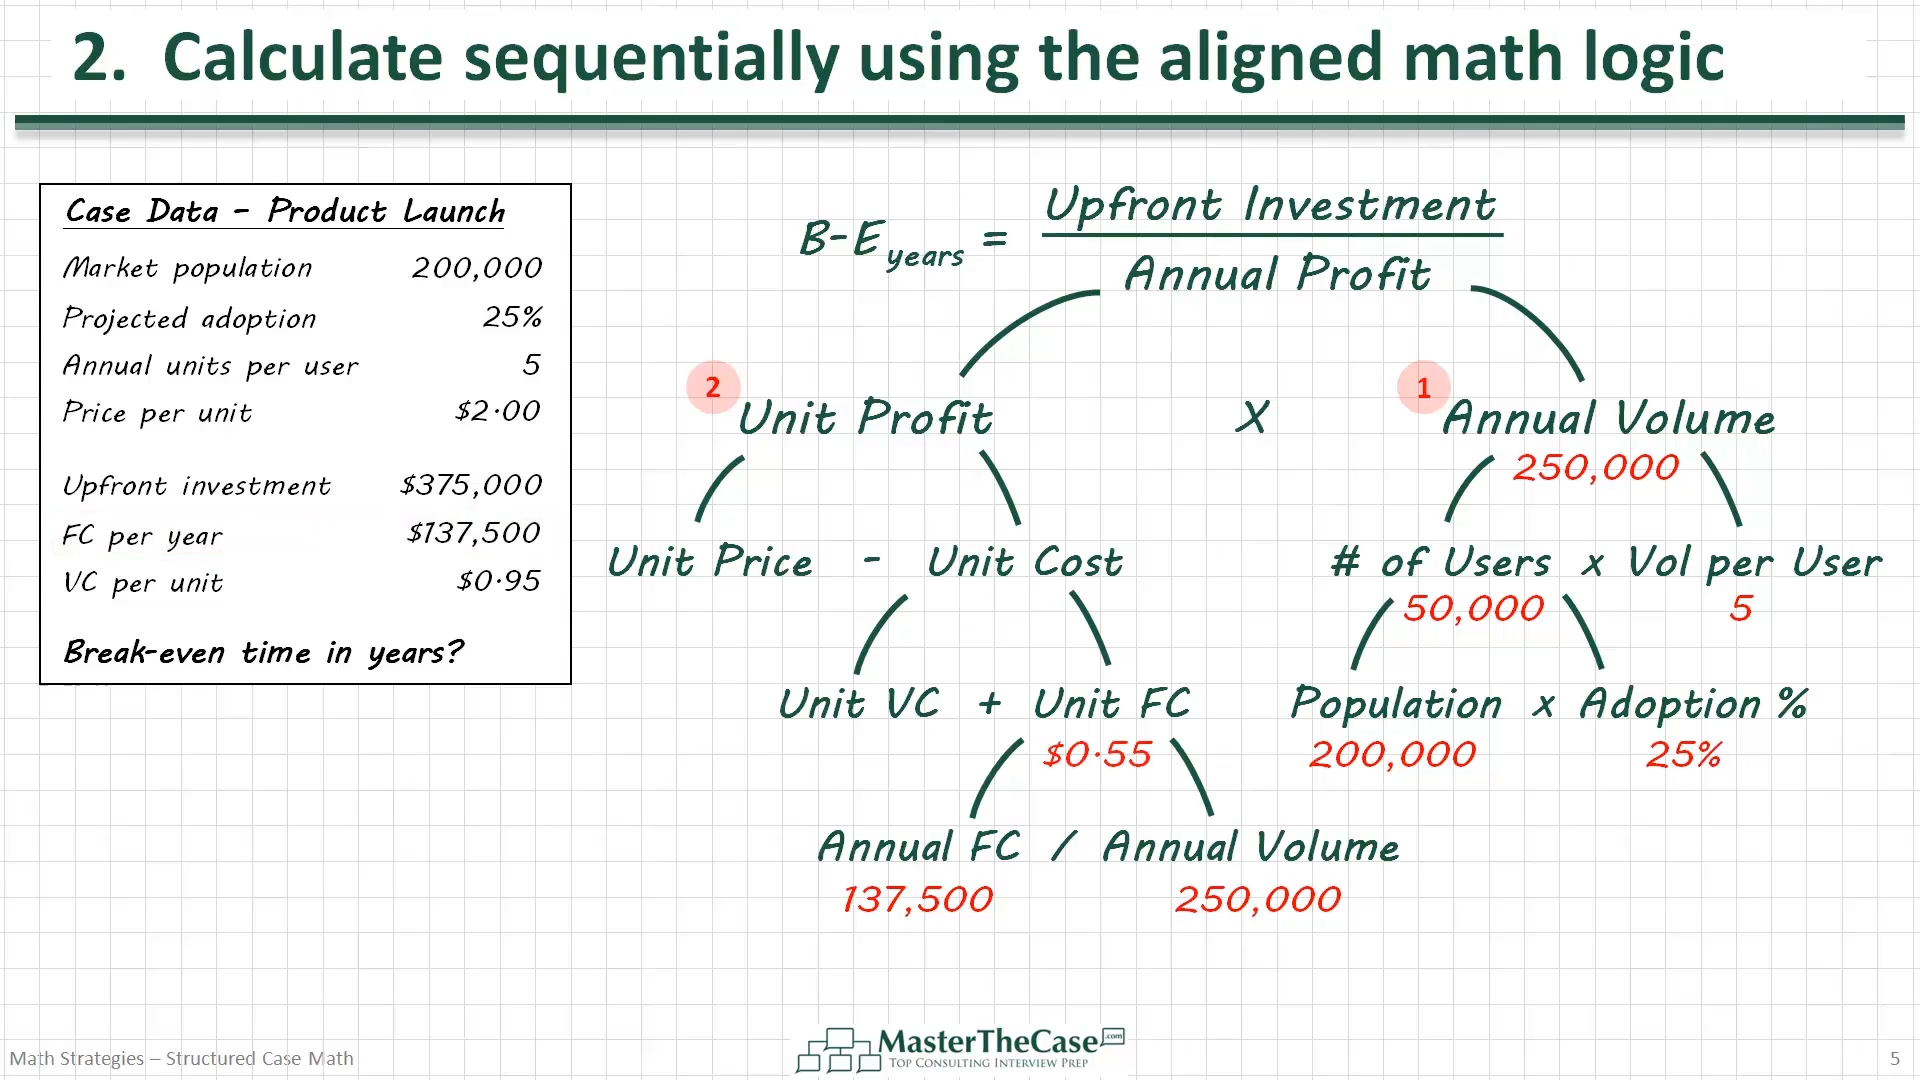 2. Calculate sequentially using the aligned math logic
Case Data – Product Launch
Market population 200,000
Projected adoption 25%
Annual units per user 5
Price per unit $2.00
Upfront investment $375,000
FC per year $137,500
VC per unit $0.95
Break-even time in years?
B-E years = Upfront Investment
Annual Profit
2 Unit Profit X 1 Annual Volume
250,000
Unit Price - Unit Cost # of Users x Vol per User
50,000 5
Unit VC + Unit FC Population x Adoption %
$0.55 200,000 25%
Annual FC / Annual Volume
137,500 250,000
Math Strategies – Structured Case Math
MasterTheCase.com
Top Consulting Interview Prep
5